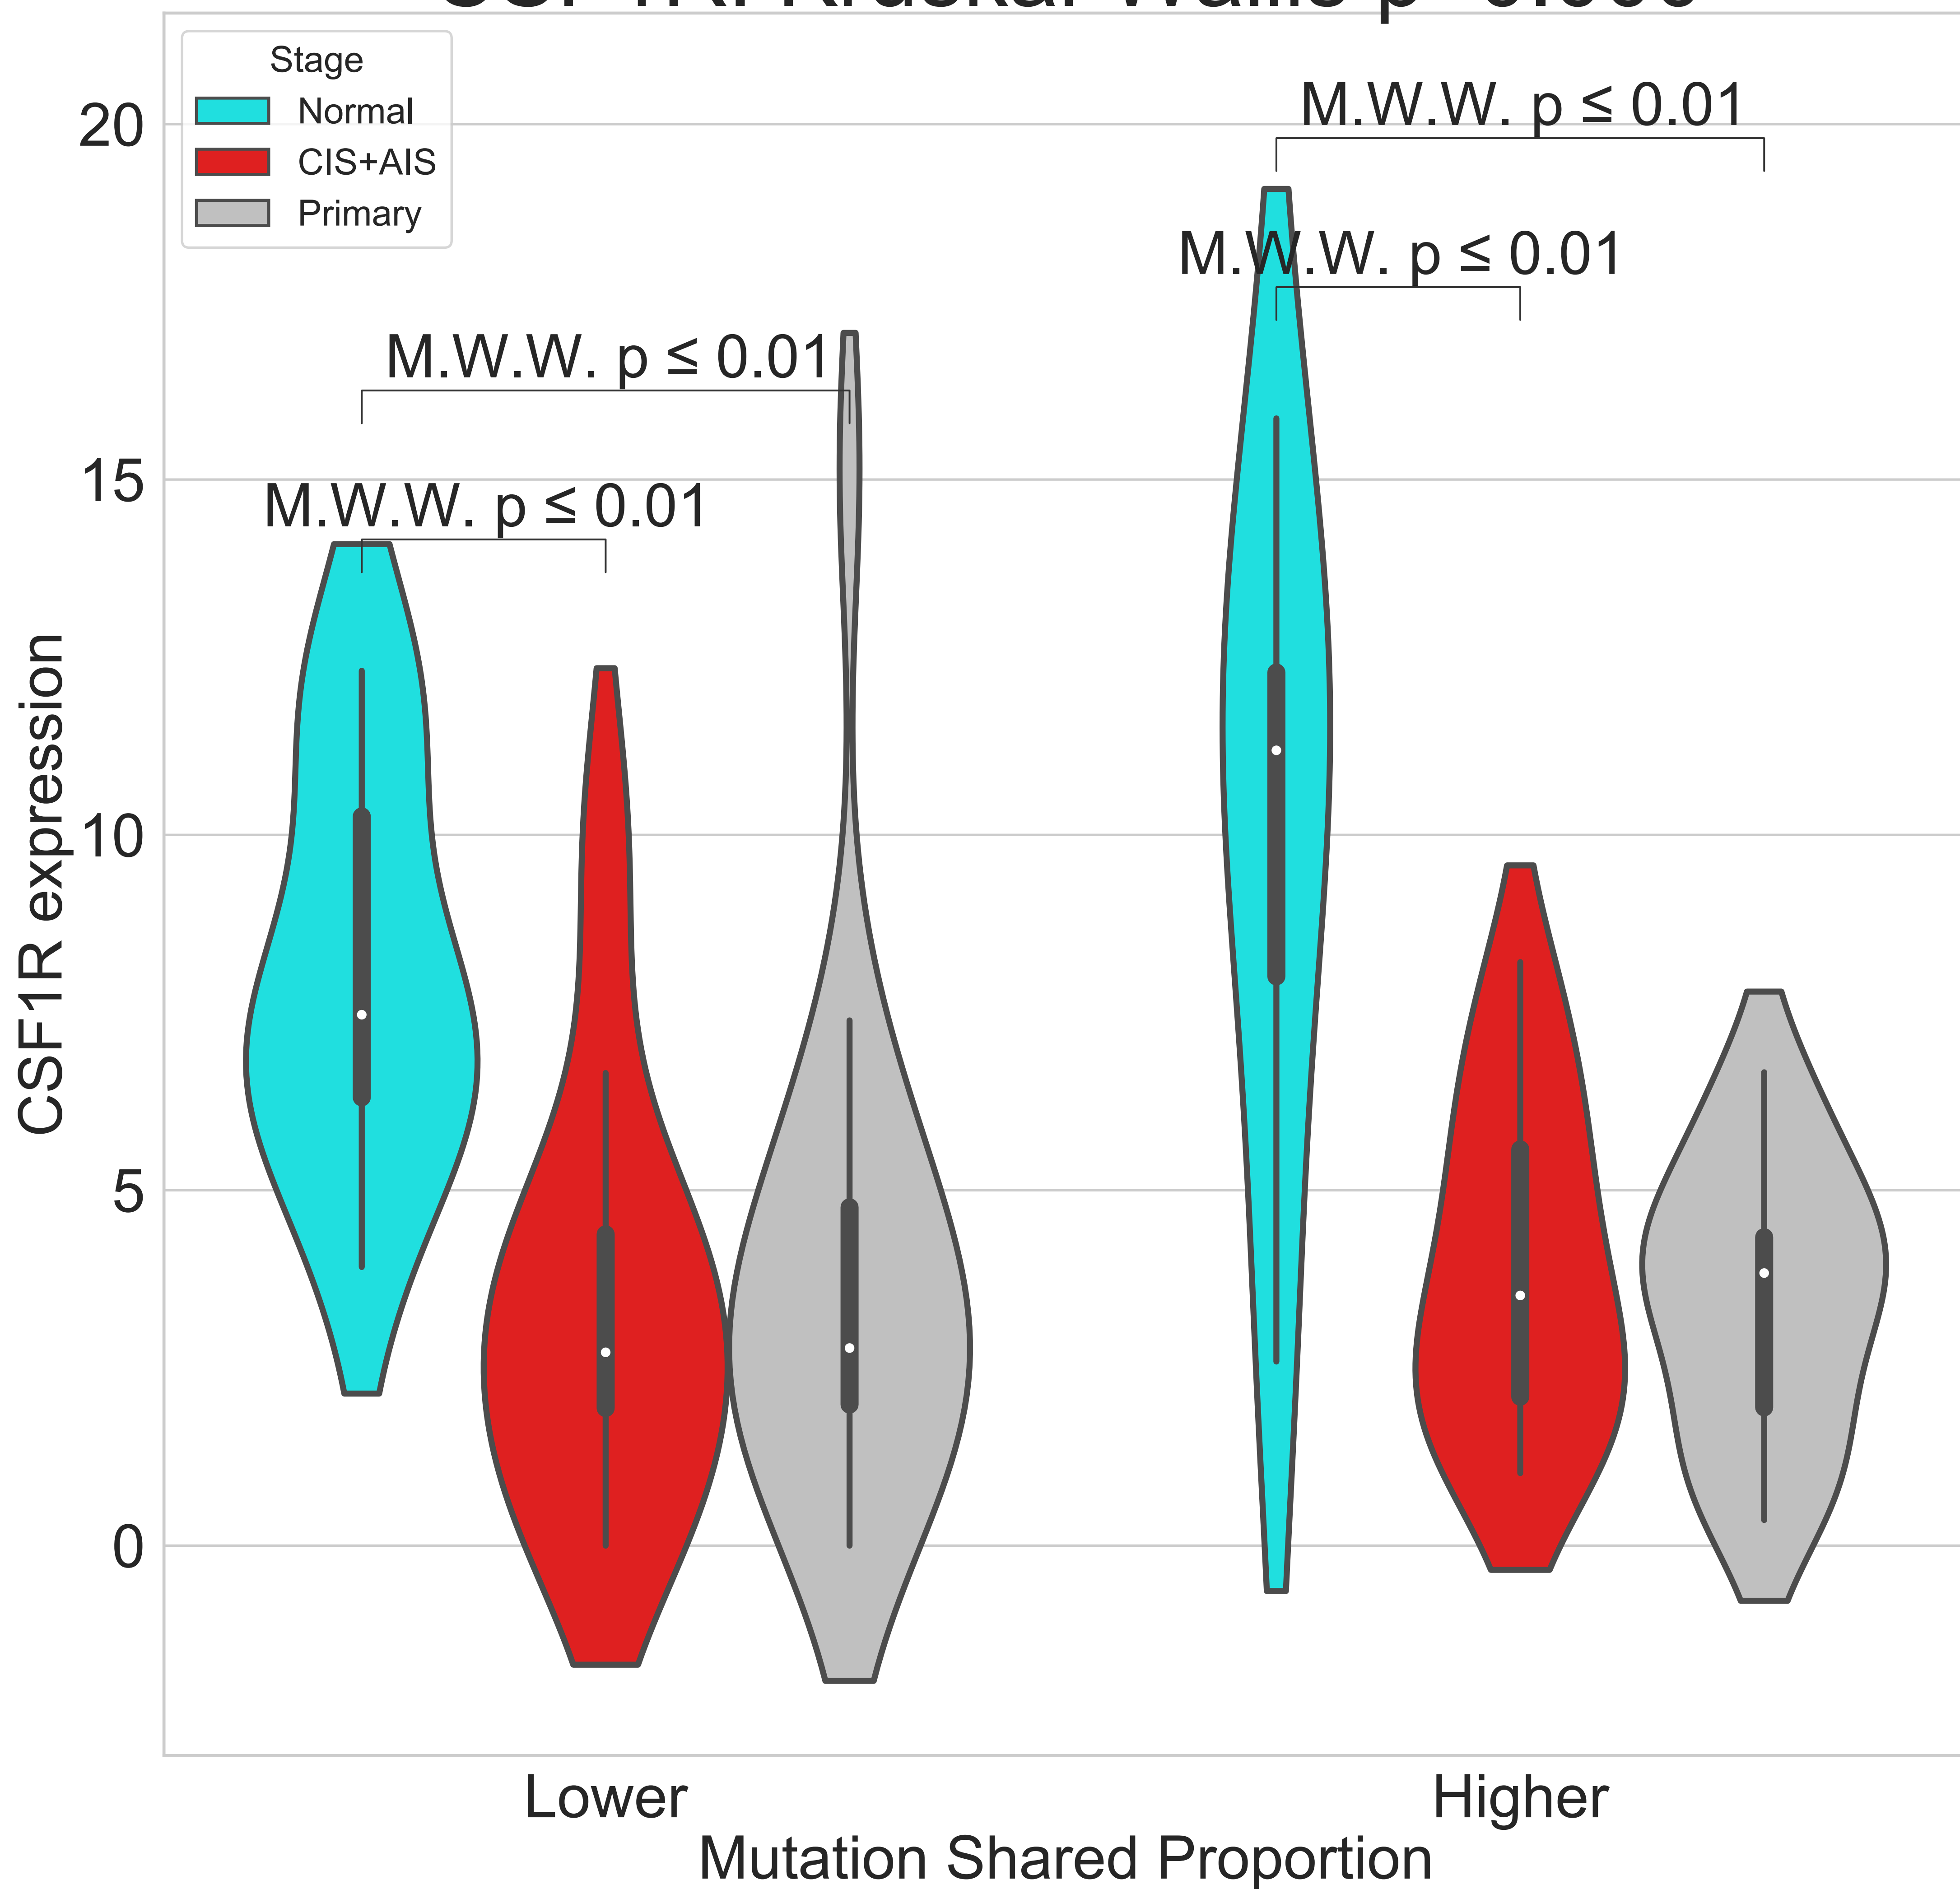 Stage
Normal
CIS+AIS
Primary
M.W.W. p ≤ 0.01
M.W.W. p ≤ 0.01
M.W.W. p ≤ 0.01
M.W.W. p ≤ 0.01
20
15
10
5
0
CSF1R expression
Lower
Higher
Mutation Shared Proportion